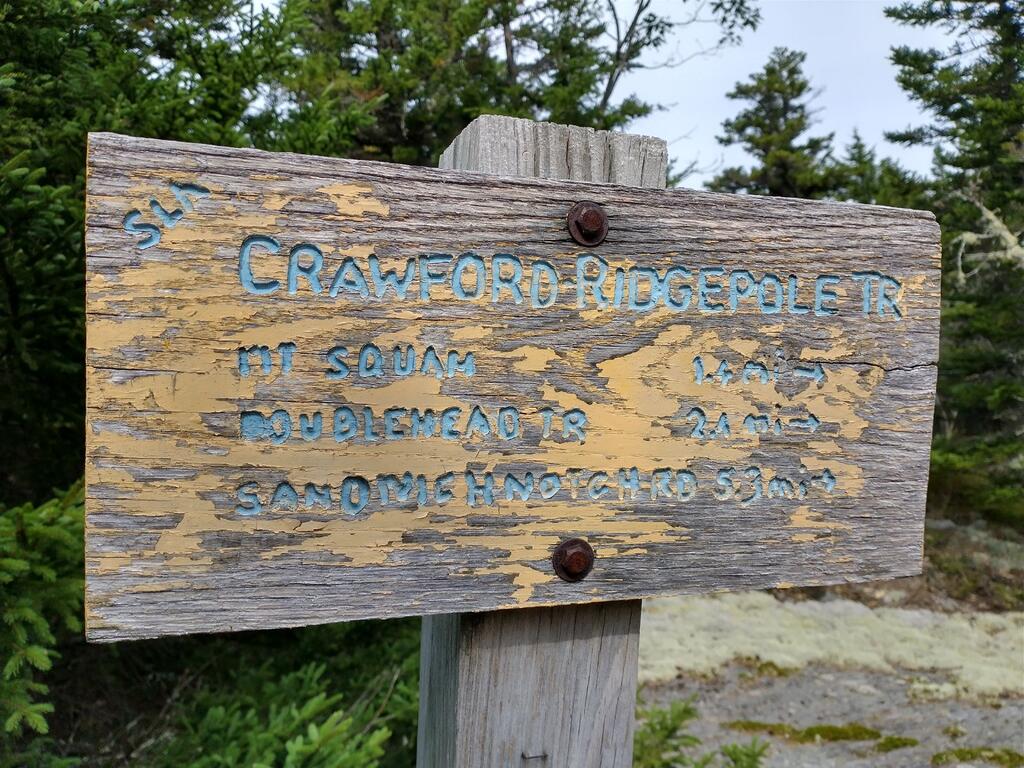 SLA
CRAWFORD-RIDGEPOLE TR
MT SQUAM 1.4 mi→
DOUBLEHEAD TR 2.1 mi→
SANDWICH NOTCH RD 5.3 mi→